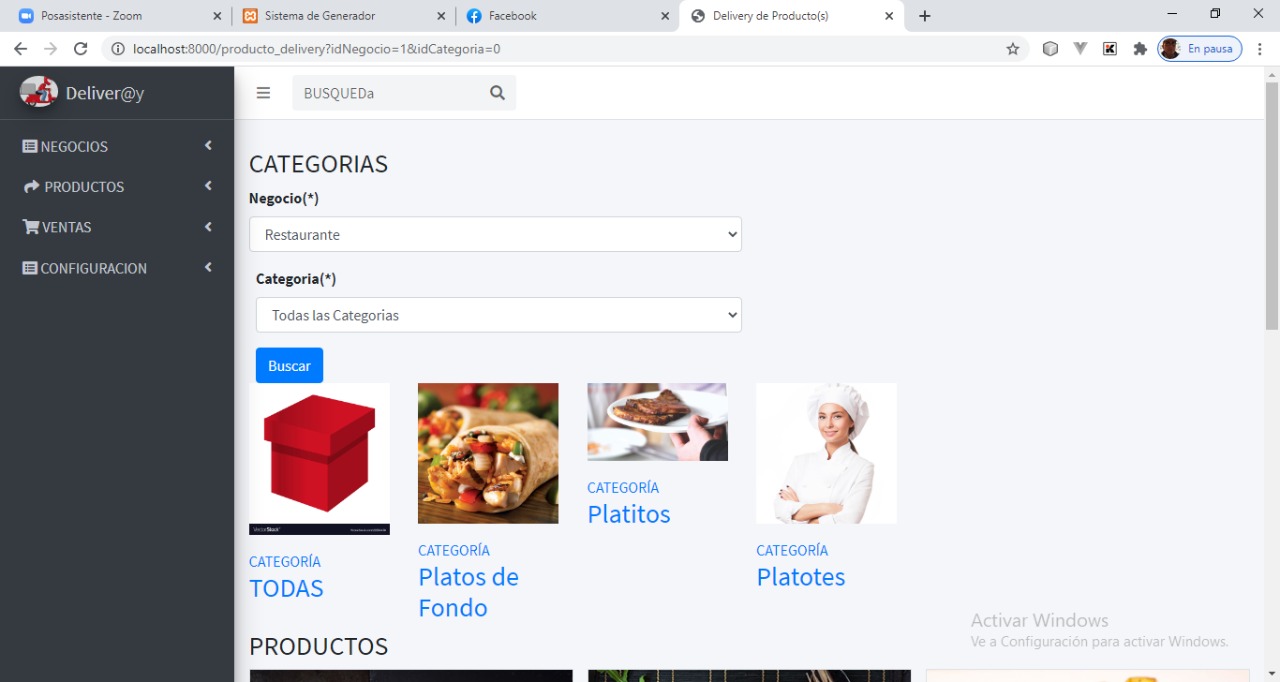 Posasistente - Zoom
Sistema de Generador
Facebook
Delivery de Producto(s)
localhost:8000/producto_delivery?idNegocio=1&idCategoria=0
En pausa
Deliver@y
BUSQUEDa
NEGOCIOS
PRODUCTOS
VENTAS
CONFIGURACION
CATEGORIAS
Negocio(*)
Restaurante
Categoria(*)
Todas las Categorias
Buscar
VectorStock
CATEGORÍA
TODAS
CATEGORÍA
Platos de
Fondo
CATEGORÍA
Platitos
CATEGORÍA
Platotes
PRODUCTOS
Activar Windows
Ve a Configuración para activar Windows.